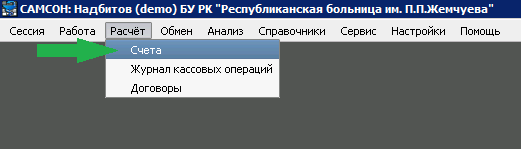 САМСОН: Надбитов (demo) БУ РК "Республиканская больница им. П.П.Жемчуева"
Сессия Работа Расчёт Обмен Анализ Справочники Сервис Настройки Помощь
Счета
Журнал кассовых операций
Договоры